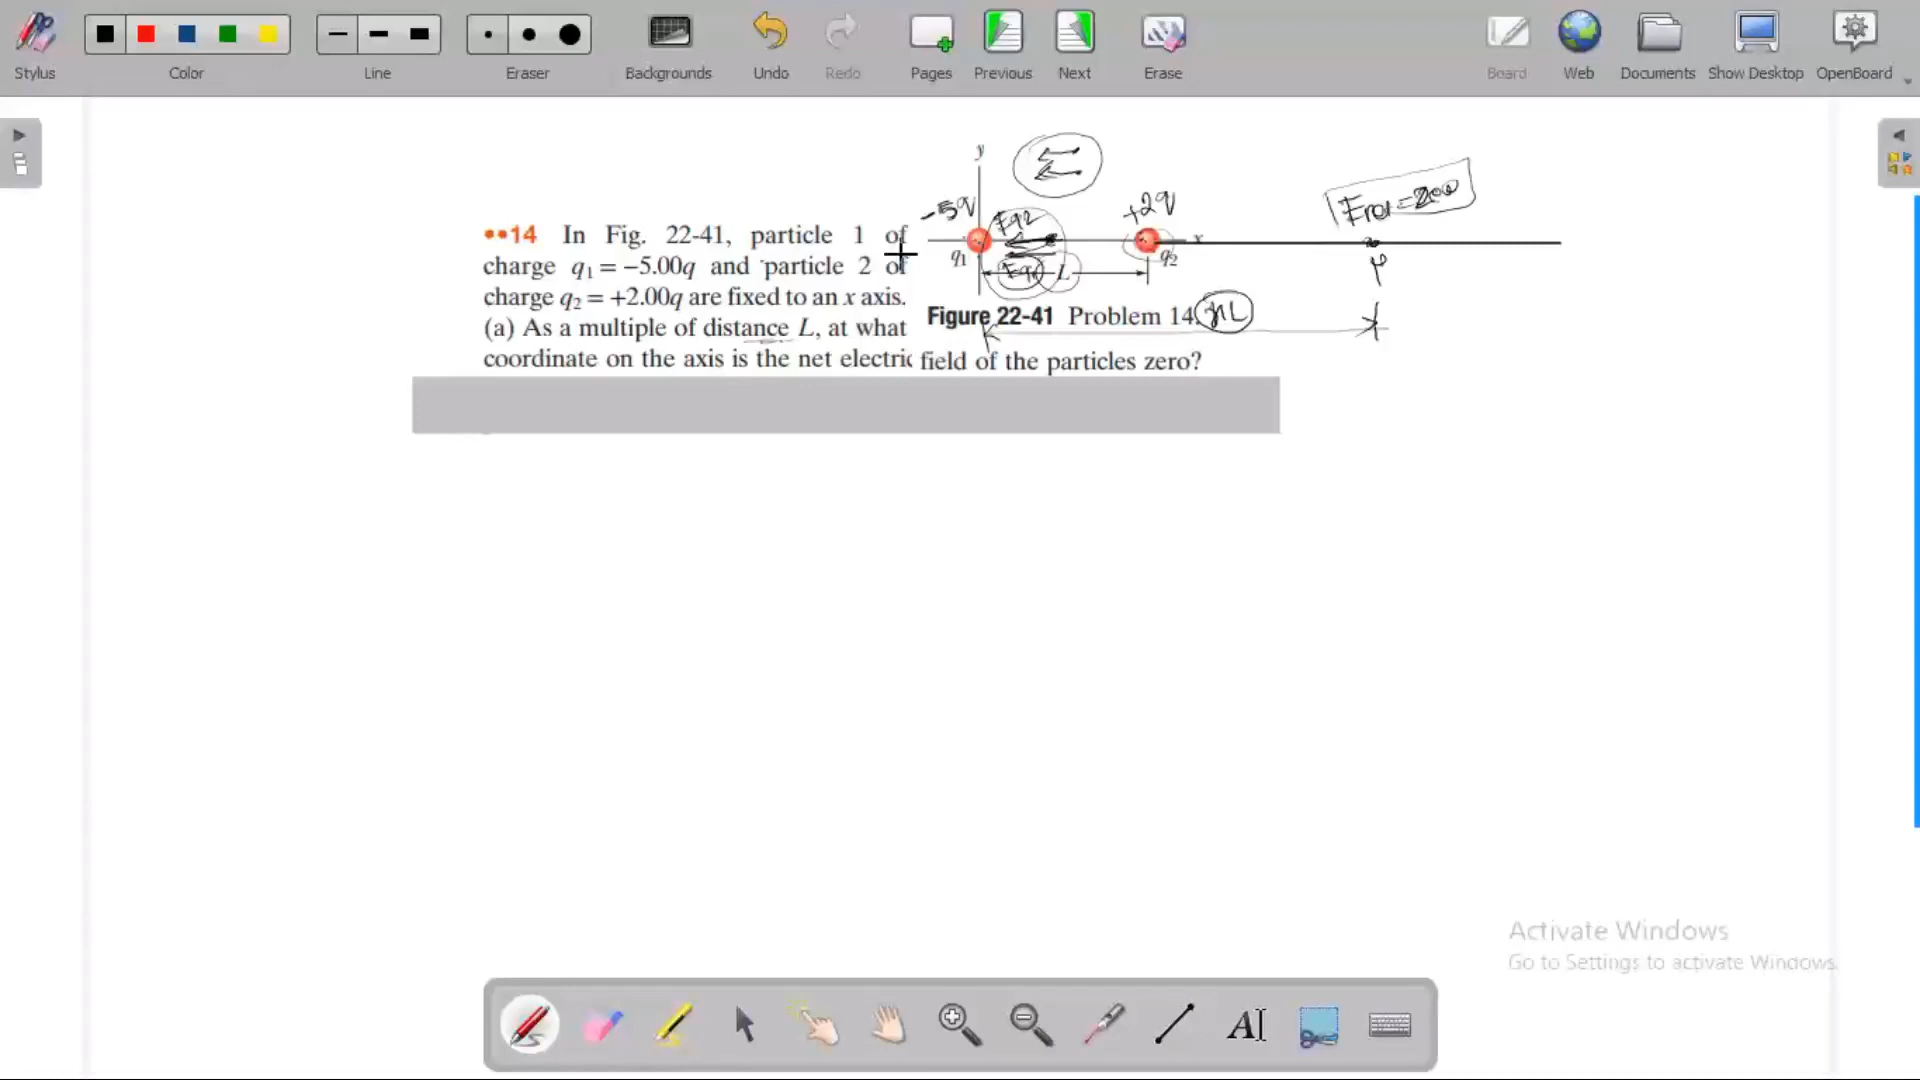 Stylus
Color
Line
Eraser
Backgrounds
Undo
Redo
Pages
Previous
Next
Erase
Board
Web
Documents
Show Desktop
OpenBoard
y
-5q
Eq2
+2q
x
q1
Eq1
L
q2
P
nL
••14 In Fig. 22-41, particle 1 of
charge q1 = −5.00q and particle 2 of
charge q2 = +2.00q are fixed to an x axis.
(a) As a multiple of distance L, at what
coordinate on the axis is the net electric field of the particles zero?
Figure 22-41 Problem 14.
Activate Windows
Go to Settings to activate Windows.
AI